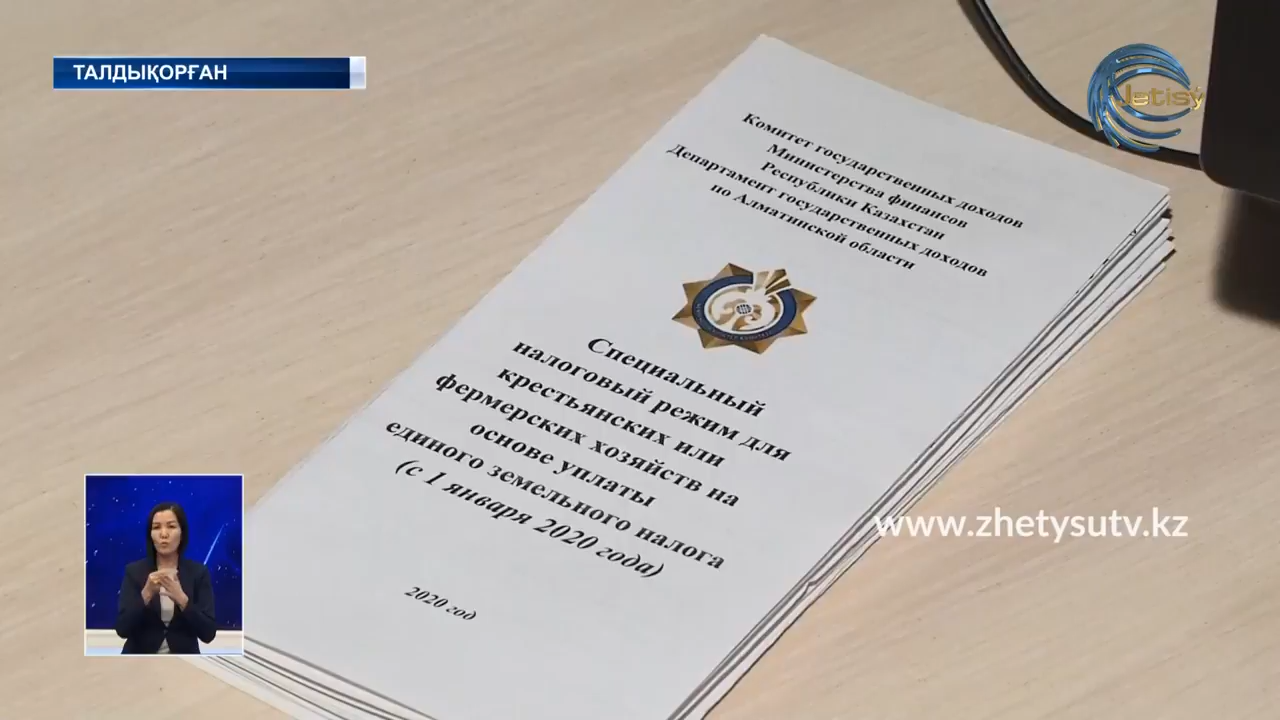 ТАЛДЫҚОРҒАН
Jetisý
Комитет государственных доходов
Министерства финансов
Республики Казахстан
Департамент государственных доходов
по Алматинской области
Специальный
налоговый режим для
крестьянских или
фермерских хозяйств на
основе уплаты
единого земельного налога
(с 1 января 2020 года)
2020 год
www.zhetysutv.kz